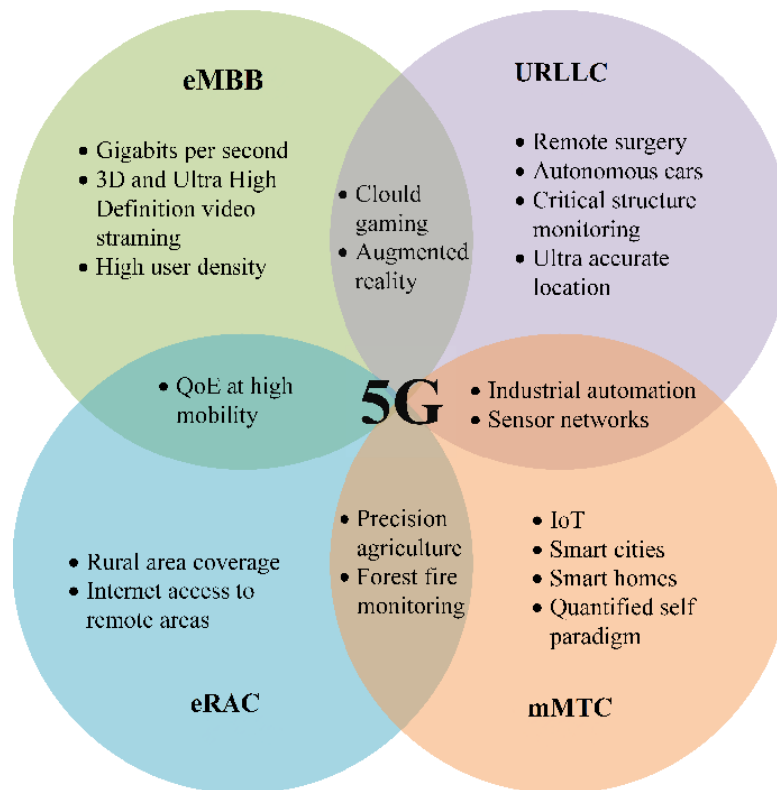 eMBB
• Gigabits per second
• 3D and Ultra High
Definition video
straming
• High user density
• Clould
gaming
• Augmented
reality
URLLC
• Remote surgery
• Autonomous cars
• Critical structure
monitoring
• Ultra accurate
location
• QoE at high
mobility
5G
• Industrial automation
• Sensor networks
• Rural area coverage
• Internet access to
remote areas
eRAC
• Precision
agriculture
• Forest fire
monitoring
• IoT
• Smart cities
• Smart homes
• Quantified self
paradigm
mMTC